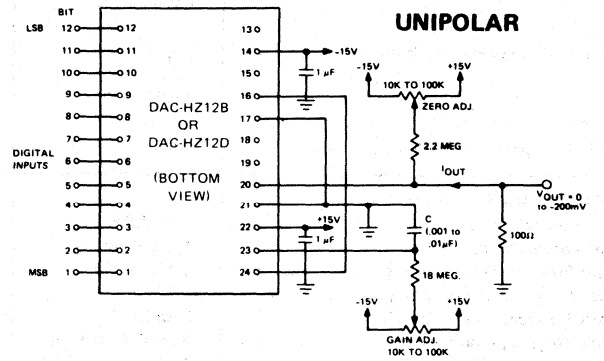 UNIPOLAR
BIT
LSB 12 12 13
11 11 14 -15V
10 10 15 1 µF
9 9 16
8 8 17
7 7 18
6 6 19
5 5 20
4 4 21
3 3 22 +15V
2 2 23 1 µF
MSB 1 1 24
DIGITAL
INPUTS
DAC-HZ12B
OR
DAC-HZ12D
(BOTTOM
VIEW)
-15V +15V
10K TO 100K
ZERO ADJ.
2.2 MEG
IOUT
VOUT = 0
to -200mV
C
(.001 to
.01µF)
100Ω
18 MEG.
-15V +15V
GAIN ADJ.
10K TO 100K